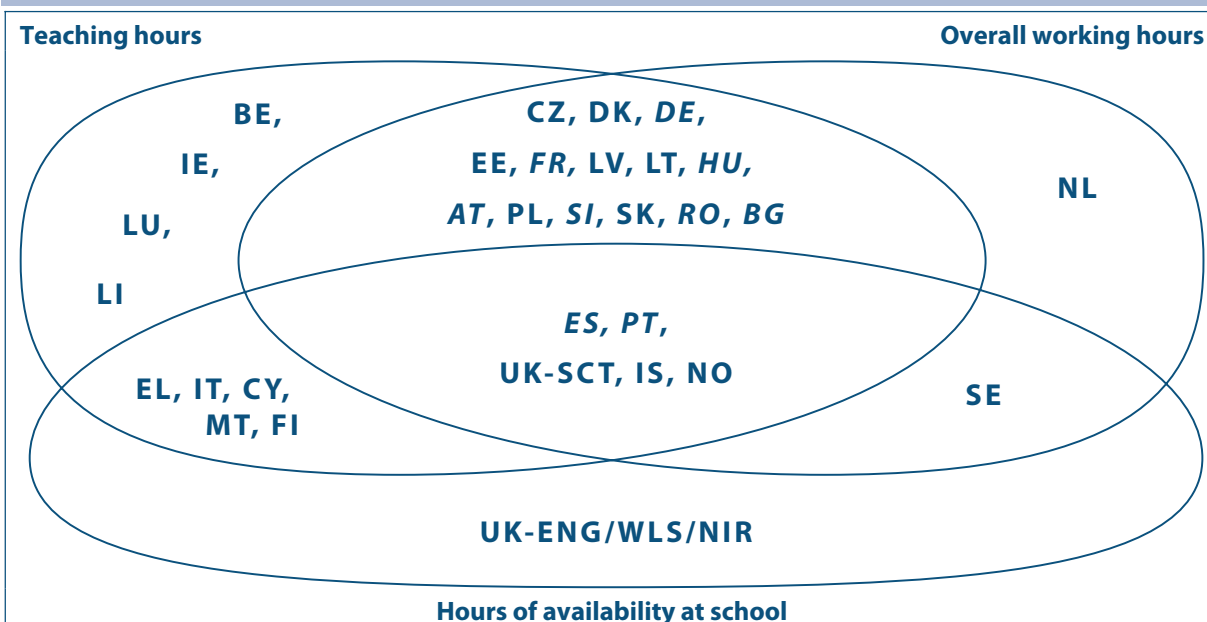 Teaching hours
Overall working hours
BE,
IE,
LU,
LI
CZ, DK, DE,
EE, FR, LV, LT, HU,
AT, PL, SI, SK, RO, BG
NL
ES, PT,
UK-SCT, IS, NO
EL, IT, CY,
MT, FI
SE
UK-ENG/WLS/NIR
Hours of availability at school